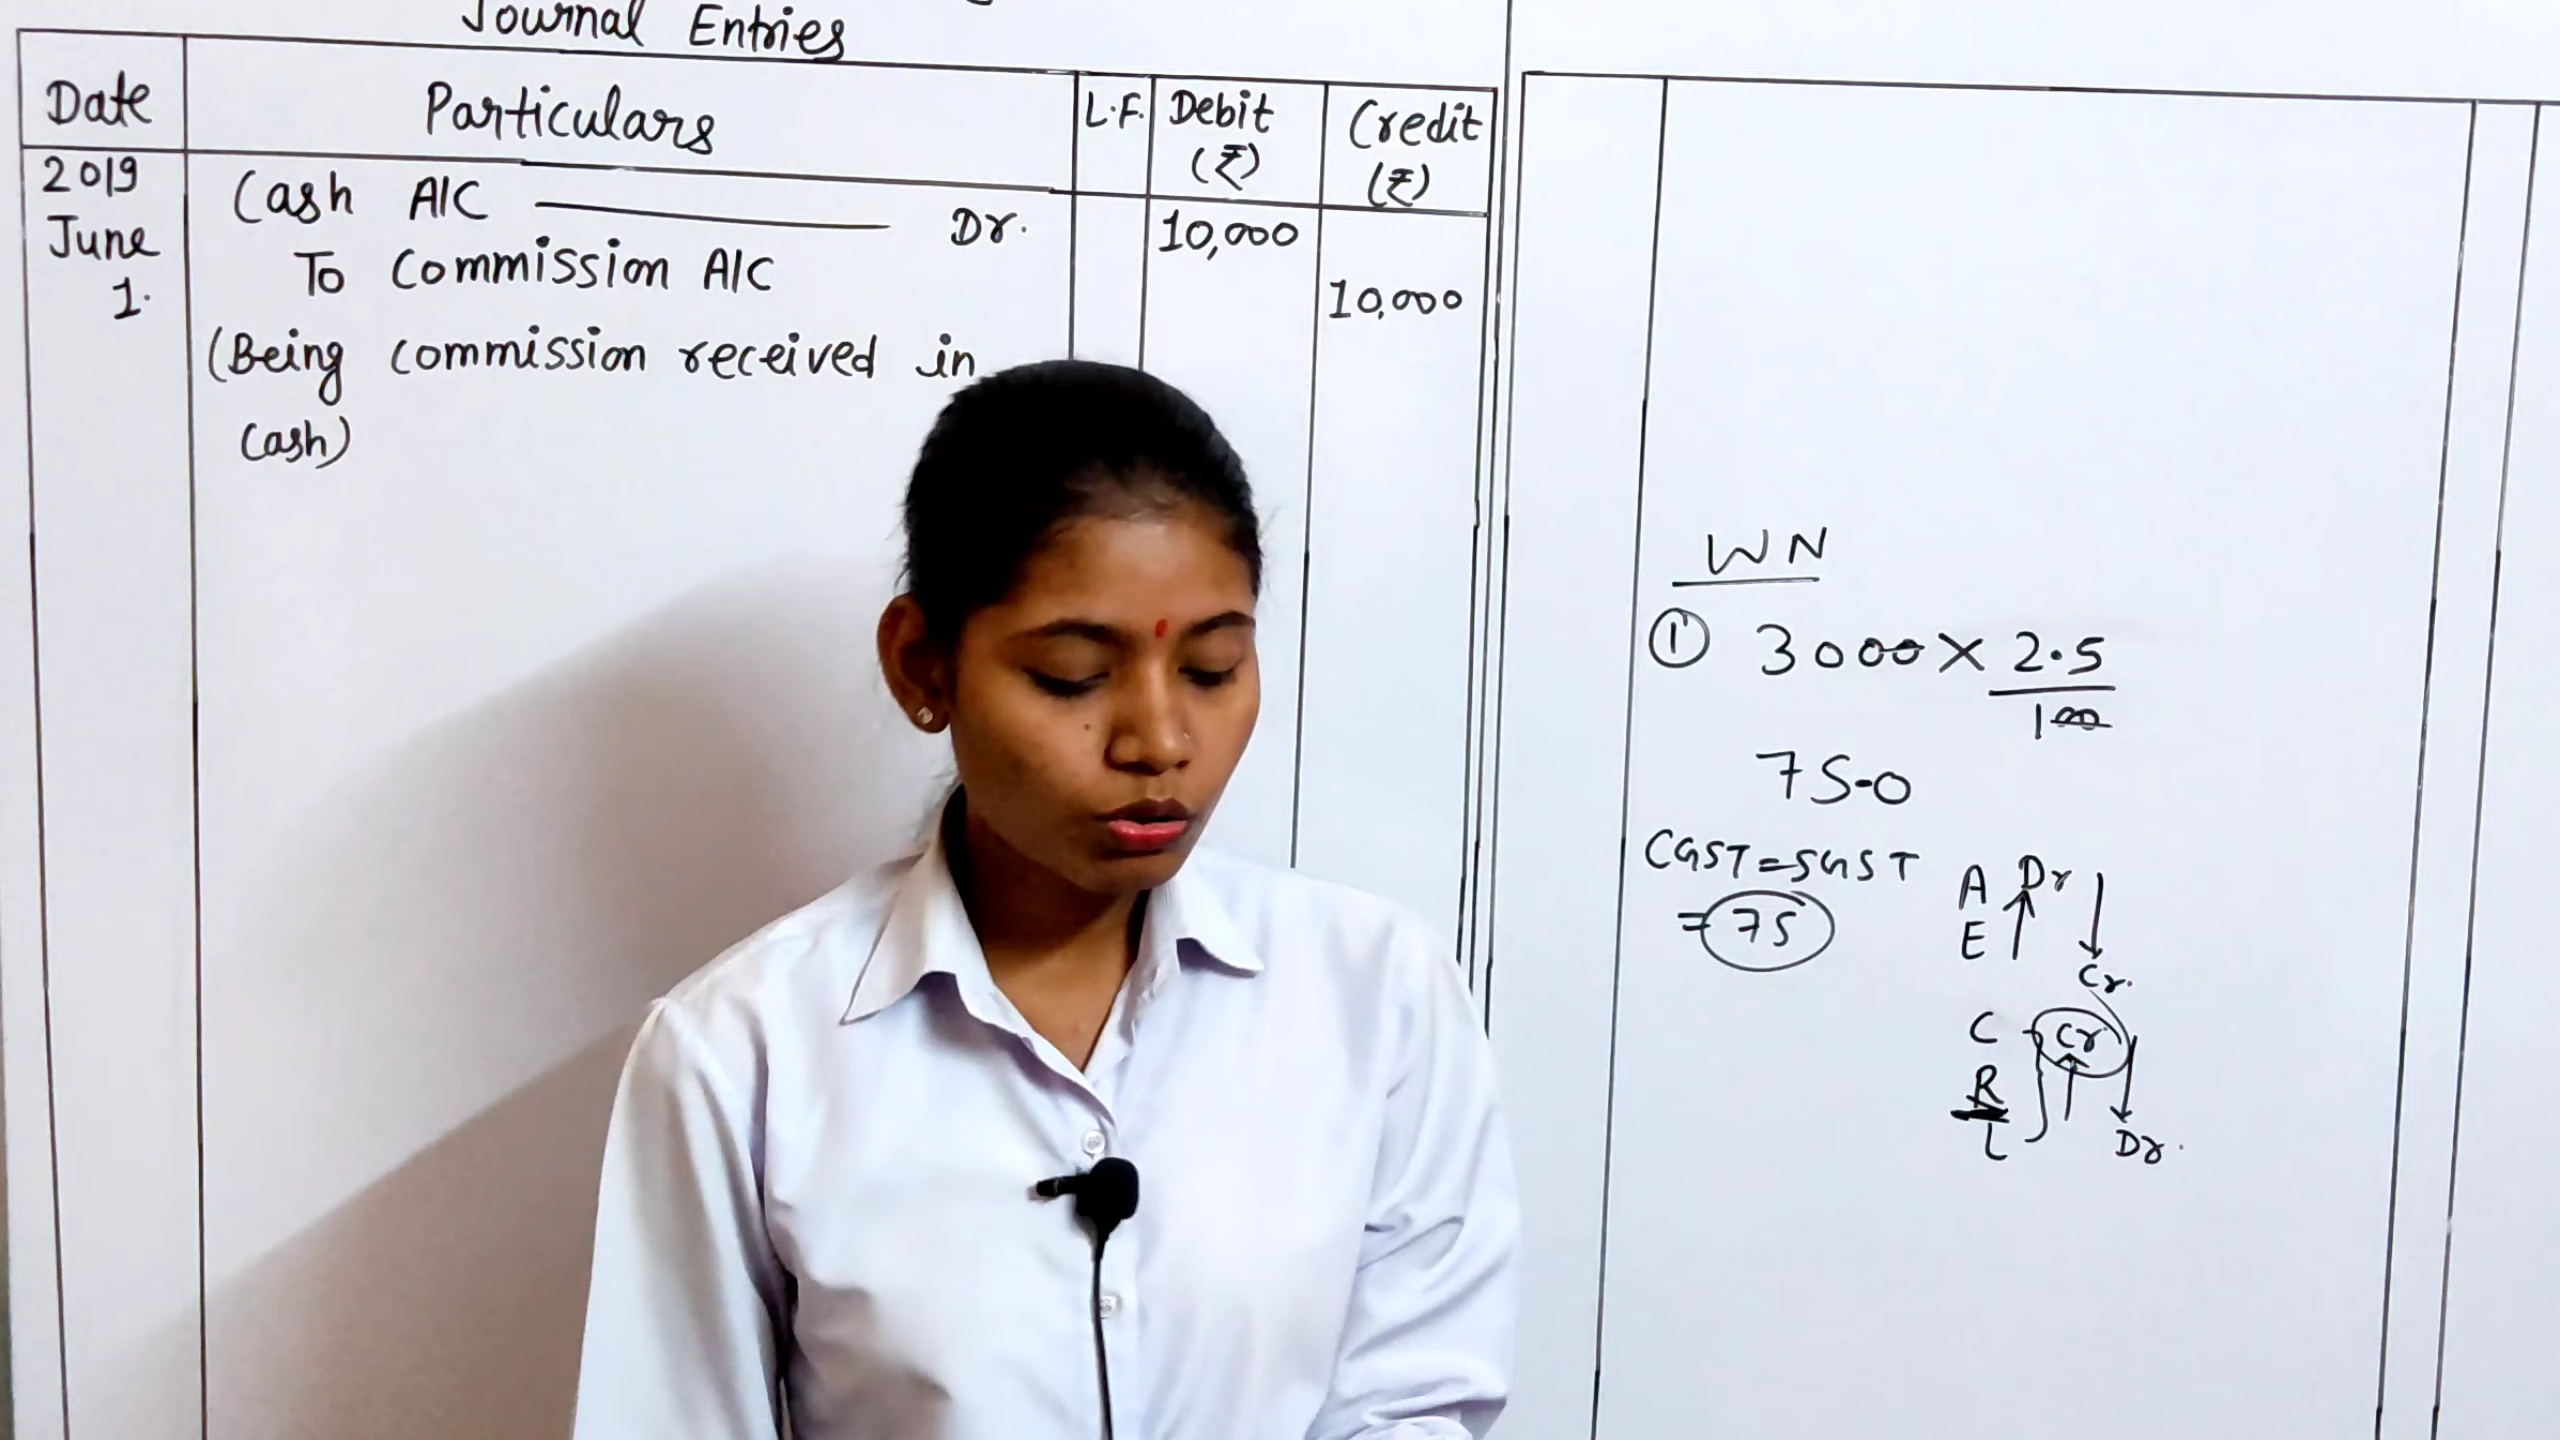 Journal Entries
Date Particulars L.F. Debit (₹) Credit (₹)
2019
June
1.
Cash A/C Dr. 10,000
To Commission A/C 10,000
(Being commission received in
Cash)
WN
① 3000 × 2.5
100
75.0
CGST = SGST
= 75
A Dr
E
Cr.
C Cr
R
L
Dr.